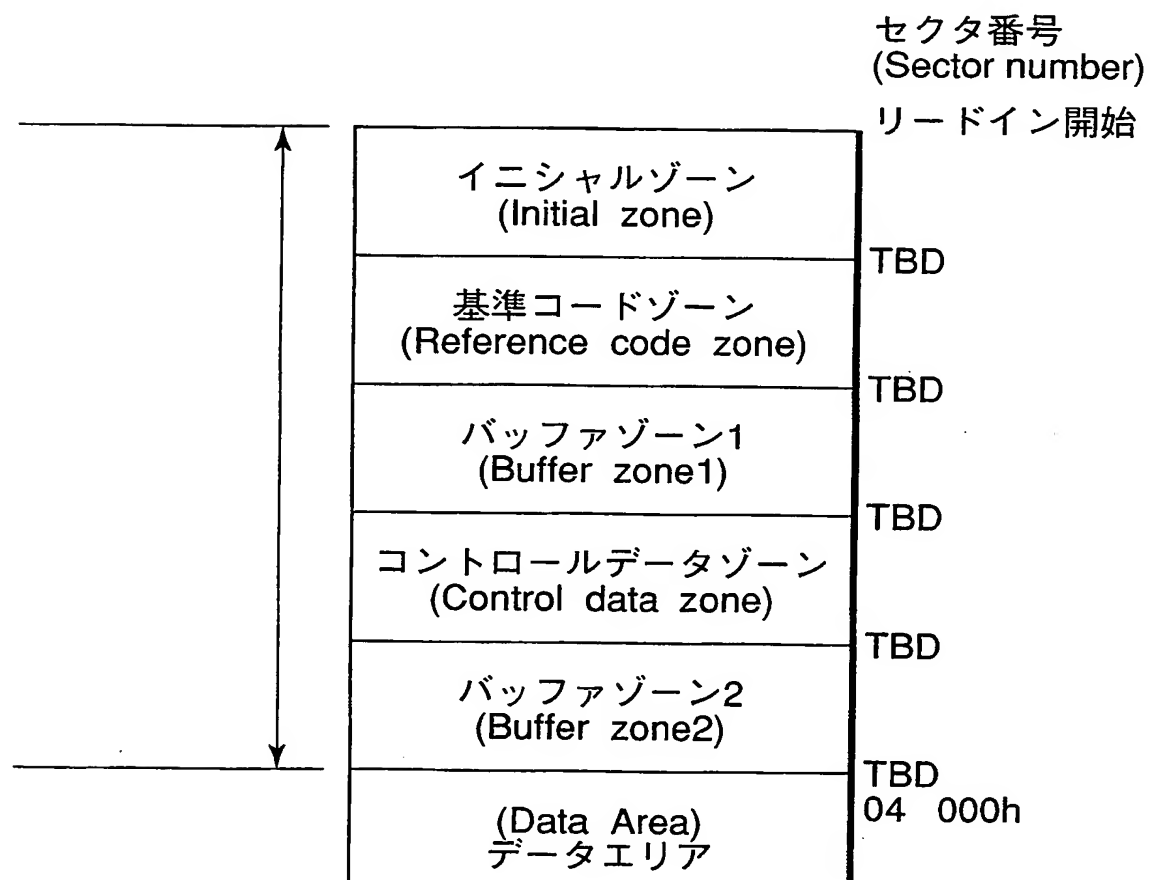 セクタ番号
(Sector number)
リードイン開始
イニシャルゾーン
(Initial zone)
TBD
基準コードゾーン
(Reference code zone)
TBD
バッファゾーン1
(Buffer zone1)
TBD
コントロールデータゾーン
(Control data zone)
TBD
バッファゾーン2
(Buffer zone2)
TBD
04 000h
(Data Area)
データエリア